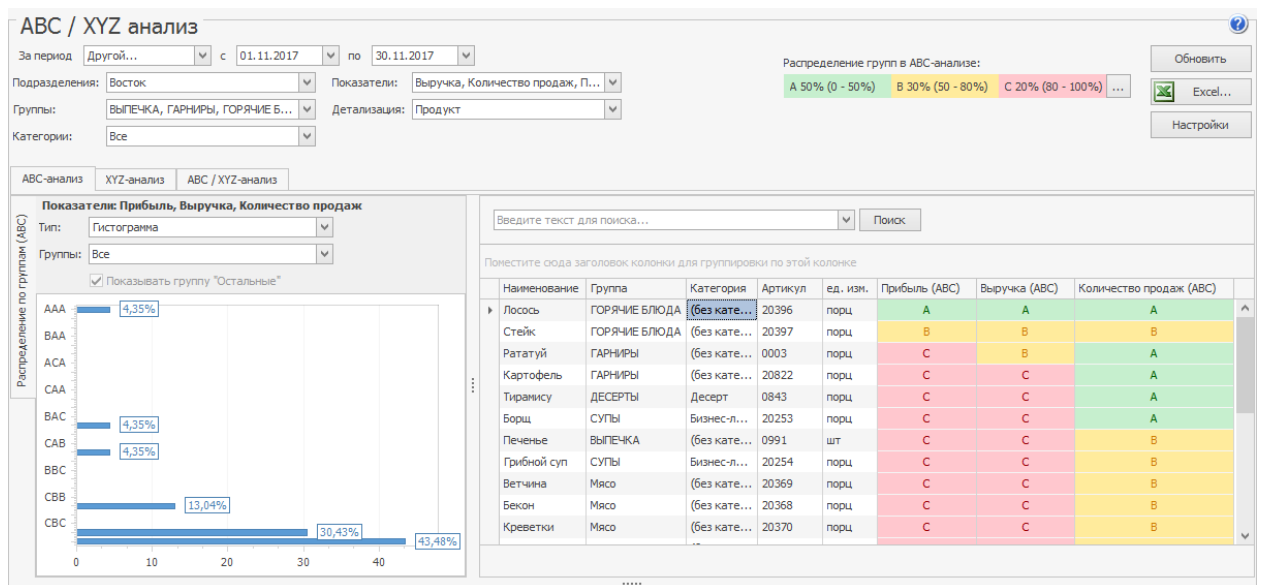 ABC / XYZ анализ
За период Другой... с 01.11.2017 по 30.11.2017
Подразделения: Восток Показатели: Выручка, Количество продаж, П...
Группы: ВЫПЕЧКА, ГАРНИРЫ, ГОРЯЧИЕ Б... Детализация: Продукт
Категории: Все
Распределение групп в ABC-анализе:
A 50% (0 - 50%) B 30% (50 - 80%) C 20% (80 - 100%) ...
Обновить
Excel...
Настройки
ABC-анализ XYZ-анализ ABC / XYZ-анализ
Распределение по группам (ABC)
Показатели: Прибыль, Выручка, Количество продаж
Тип: Гистограмма
Группы: Все
Показывать группу "Остальные"
AAA 4,35%
BAA
ACA
CAA
BAC 4,35%
CAB 4,35%
BBC
CBB 13,04%
CBC 30,43%
43,48%
0 10 20 30 40
Введите текст для поиска... Поиск
Поместите сюда заголовок колонки для группировки по этой колонке
Наименование Группа Категория Артикул ед. изм. Прибыль (ABC) Выручка (ABC) Количество продаж (ABC)
Лосось ГОРЯЧИЕ БЛЮДА (без кате... 20396 порц A A A
Стейк ГОРЯЧИЕ БЛЮДА (без кате... 20397 порц B B B
Рататуй ГАРНИРЫ (без кате... 0003 порц C B A
Картофель ГАРНИРЫ (без кате... 20822 порц C C A
Тирамису ДЕСЕРТЫ Десерт 0843 порц C C A
Борщ СУПЫ Бизнес-л... 20253 порц C C A
Печенье ВЫПЕЧКА (без кате... 0991 шт C C B
Грибной суп СУПЫ Бизнес-л... 20254 порц C C B
Ветчина Мясо (без кате... 20369 порц C C B
Бекон Мясо (без кате... 20368 порц C C B
Креветки Мясо (без кате... 20370 порц C C B